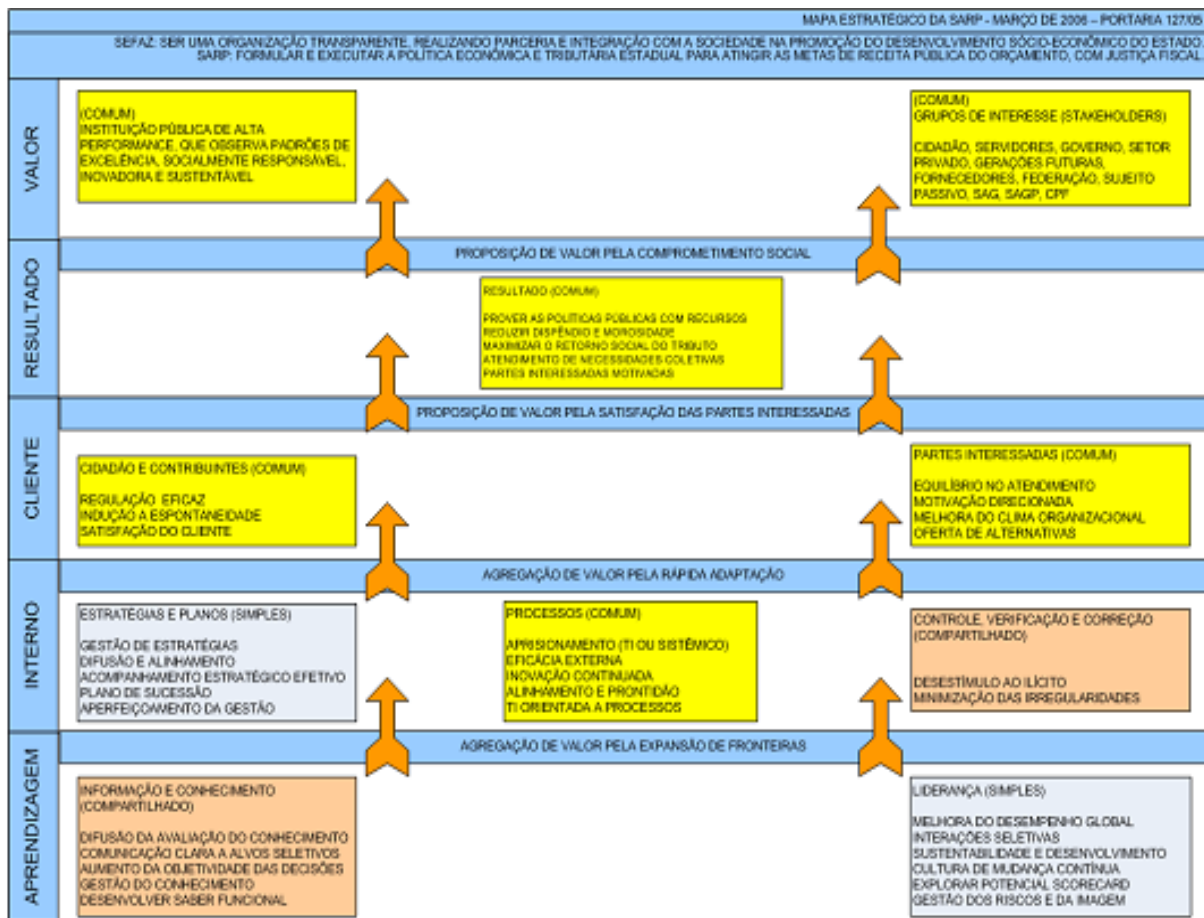 MAPA ESTRATÉGICO DA SARP - MARÇO DE 2006 – PORTARIA 127/05
SEFAZ: SER UMA ORGANIZAÇÃO TRANSPARENTE, REALIZANDO PARCERIA E INTEGRAÇÃO COM A SOCIEDADE NA PROMOÇÃO DO DESENVOLVIMENTO SÓCIO-ECONÔMICO DO ESTADO.
SARP: FORMULAR E EXECUTAR A POLÍTICA ECONÔMICA E TRIBUTÁRIA ESTADUAL PARA ATINGIR AS METAS DE RECEITA PÚBLICA DO ORÇAMENTO, COM JUSTIÇA FISCAL.
VALOR
(COMUM)
INSTITUIÇÃO PÚBLICA DE ALTA
PERFORMANCE, QUE OBSERVA PADRÕES DE
EXCELÊNCIA, SOCIALMENTE RESPONSÁVEL,
INOVADORA E SUSTENTÁVEL
(COMUM)
GRUPOS DE INTERESSE (STAKEHOLDERS)
CIDADÃO, SERVIDORES, GOVERNO, SETOR
PRIVADO, GERAÇÕES FUTURAS,
FORNECEDORES, FEDERAÇÃO, SUJEITO
PASSIVO, SAG, SAGP, CPF
PROPOSIÇÃO DE VALOR PELA COMPROMETIMENTO SOCIAL
RESULTADO
RESULTADO (COMUM)
PROVER AS POLÍTICAS PÚBLICAS COM RECURSOS
REDUZIR DISPÊNDIO E MOROSIDADE
MAXIMIZAR O RETORNO SOCIAL DO TRIBUTO
ATENDIMENTO DE NECESSIDADES COLETIVAS
PARTES INTERESSADAS MOTIVADAS
PROPOSIÇÃO DE VALOR PELA SATISFAÇÃO DAS PARTES INTERESSADAS
CLIENTE
CIDADÃO E CONTRIBUINTES (COMUM)
REGULAÇÃO EFICAZ
INDUÇÃO A ESPONTANEIDADE
SATISFAÇÃO DO CLIENTE
PARTES INTERESSADAS (COMUM)
EQUILÍBRIO NO ATENDIMENTO
MOTIVAÇÃO DIRECIONADA
MELHORA DO CLIMA ORGANIZACIONAL
OFERTA DE ALTERNATIVAS
AGREGAÇÃO DE VALOR PELA RÁPIDA ADAPTAÇÃO
INTERNO
ESTRATÉGIAS E PLANOS (SIMPLES)
GESTÃO DE ESTRATÉGIAS
DIFUSÃO E ALINHAMENTO
ACOMPANHAMENTO ESTRATÉGICO EFETIVO
PLANO DE SUCESSÃO
APERFEIÇOAMENTO DA GESTÃO
PROCESSOS (COMUM)
APRISIONAMENTO (TI OU SISTÊMICO)
EFICÁCIA EXTERNA
INOVAÇÃO CONTINUADA
ALINHAMENTO E PRONTIDÃO
TI ORIENTADA A PROCESSOS
CONTROLE, VERIFICAÇÃO E CORREÇÃO
(COMPARTILHADO)
DESESTÍMULO AO ILÍCITO
MINIMIZAÇÃO DAS IRREGULARIDADES
AGREGAÇÃO DE VALOR PELA EXPANSÃO DE FRONTEIRAS
APRENDIZAGEM
INFORMAÇÃO E CONHECIMENTO
(COMPARTILHADO)
DIFUSÃO DA AVALIAÇÃO DO CONHECIMENTO
COMUNICAÇÃO CLARA A ALVOS SELETIVOS
AUMENTO DA OBJETIVIDADE DAS DECISÕES
GESTÃO DO CONHECIMENTO
DESENVOLVER SABER FUNCIONAL
LIDERANÇA (SIMPLES)
MELHORA DO DESEMPENHO GLOBAL
INTERAÇÕES SELETIVAS
SUSTENTABILIDADE E DESENVOLVIMENTO
CULTURA DE MUDANÇA CONTÍNUA
EXPLORAR POTENCIAL SCORECARD
GESTÃO DOS RISCOS E DA IMAGEM